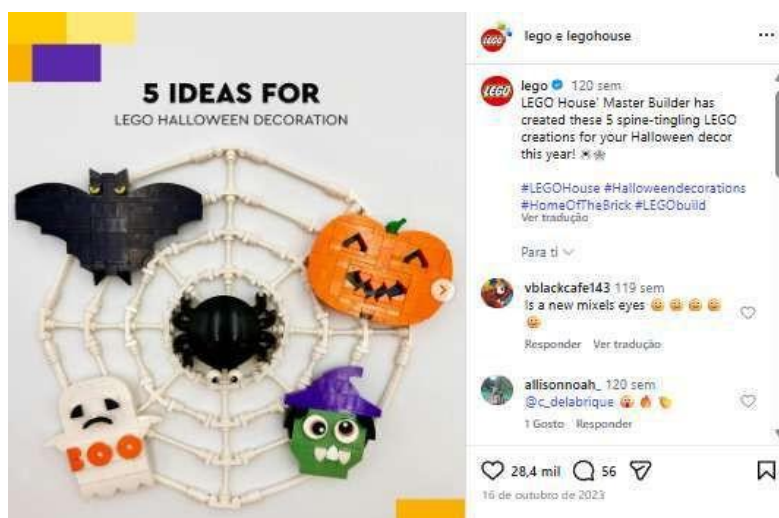 5 IDEAS FOR
LEGO HALLOWEEN DECORATION
BOO
LEGO
lego e legohouse
LEGO
lego 120 sem
LEGO House' Master Builder has
created these 5 spine-tingling LEGO
creations for your Halloween decor
this year! 🕷🕸
#LEGOHouse #Halloweendecorations
#HomeOfTheBrick #LEGObuild
Ver tradução
Para ti
vblackcafe143 119 sem
Is a new mixels eyes
Responder Ver tradução
allisonnoah_ 120 sem
@c_delabrique
1 Gosto Responder
28,4 mil 56
16 de outubro de 2023